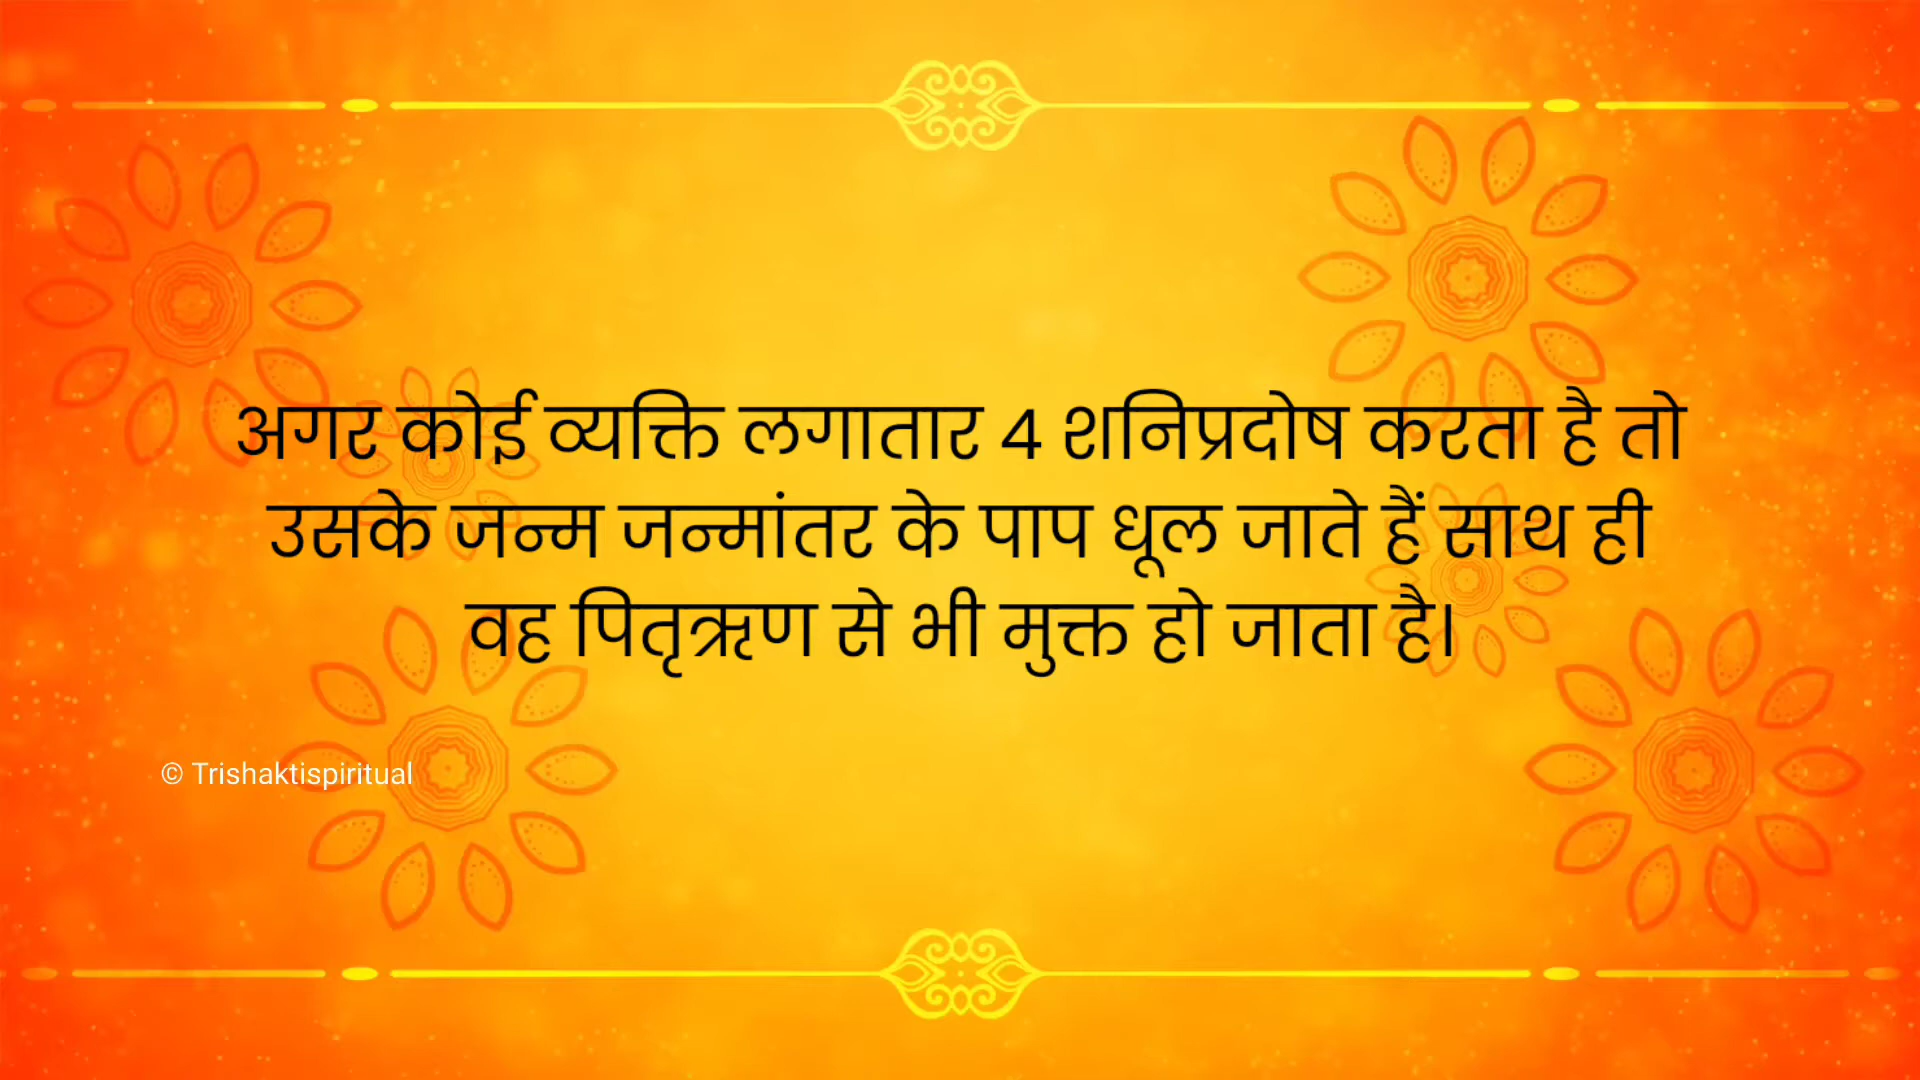 अगर कोई व्यक्ति लगातार 4 शनिप्रदोष करता है तो
उसके जन्म जन्मांतर के पाप धूल जाते हैं साथ ही
वह पितृऋण से भी मुक्त हो जाता है।
© Trishaktispiritual